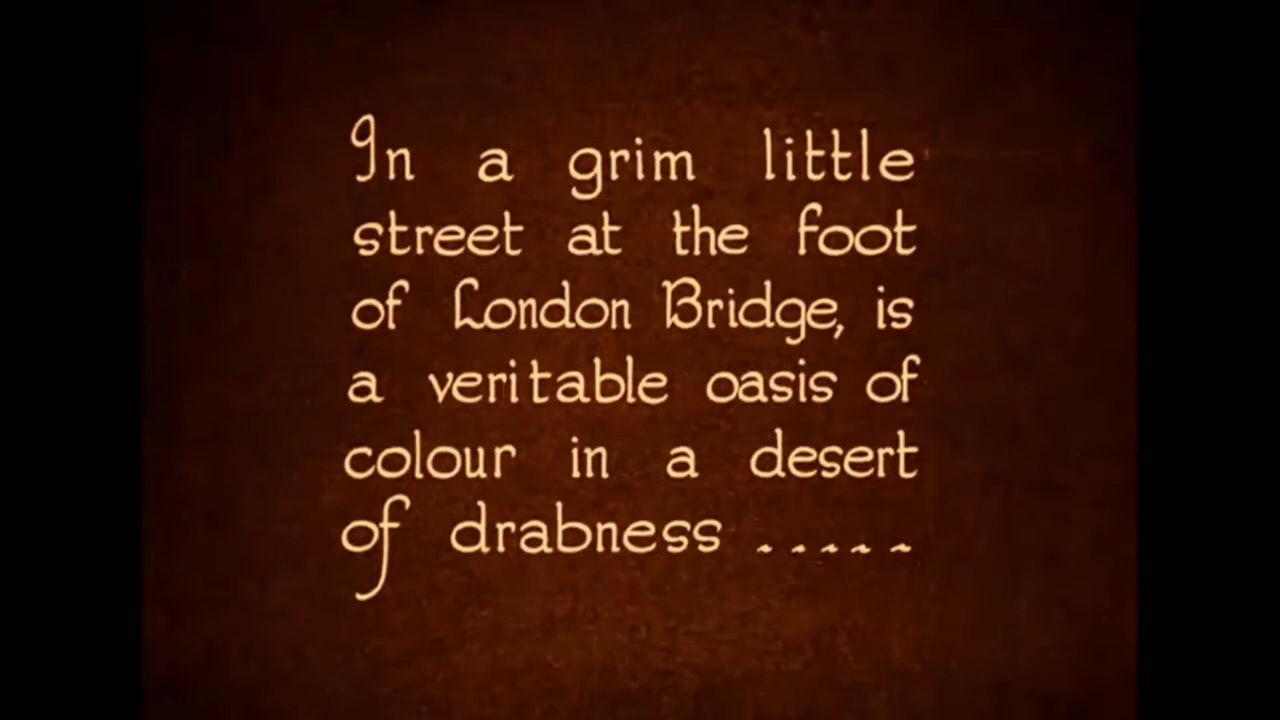 In a grim little
street at the foot
of London Bridge, is
a veritable oasis of
colour in a desert
of drabness .....